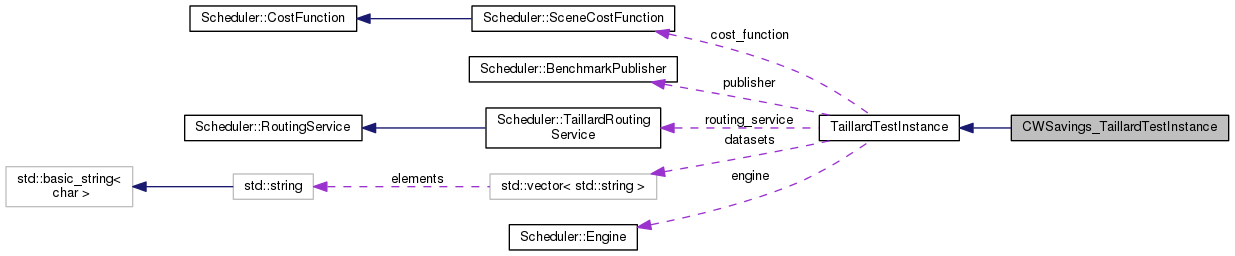 Scheduler::CostFunction
Scheduler::SceneCostFunction
cost_function
Scheduler::BenchmarkPublisher
publisher
Scheduler::RoutingService
Scheduler::TaillardRouting
Service
routing_service
TaillardTestInstance
CWSavings_TaillardTestInstance
datasets
std::basic_string<
char >
std::string
elements
std::vector< std::string >
engine
Scheduler::Engine